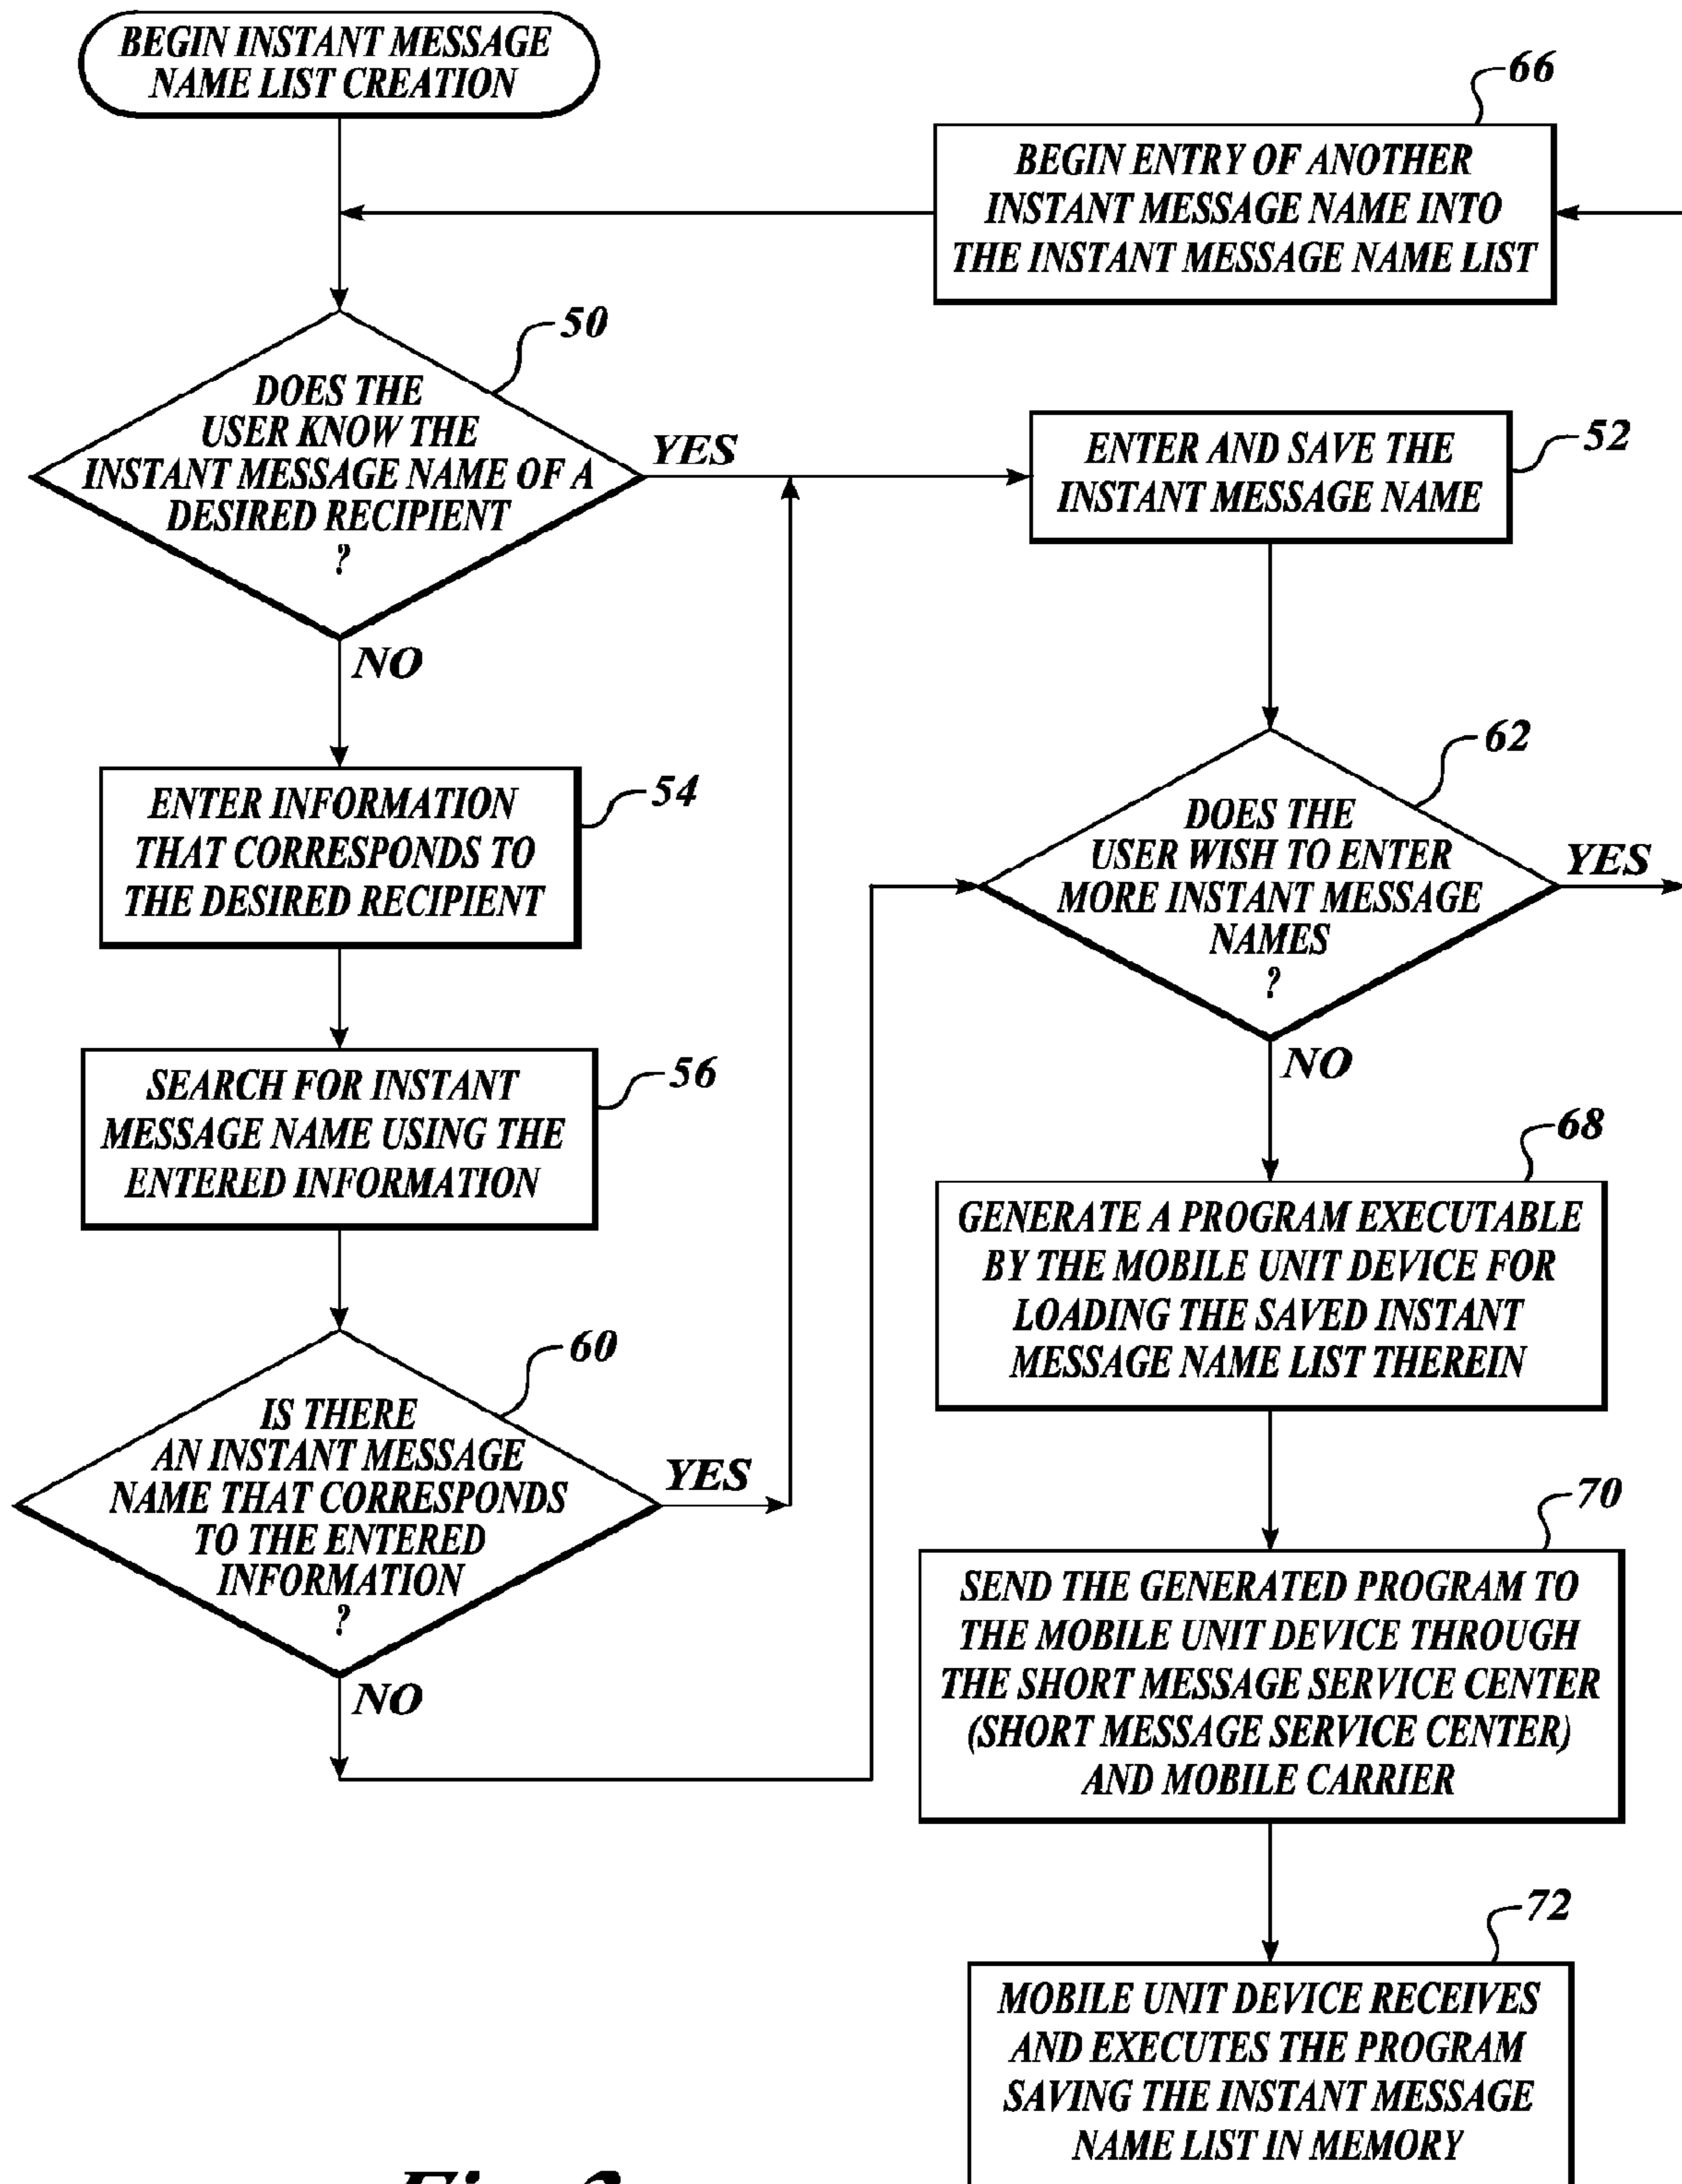 BEGIN INSTANT MESSAGE
NAME LIST CREATION
66
BEGIN ENTRY OF ANOTHER
INSTANT MESSAGE NAME INTO
THE INSTANT MESSAGE NAME LIST
50
DOES THE
USER KNOW THE
INSTANT MESSAGE NAME OF A
DESIRED RECIPIENT
?
YES
NO
52
ENTER AND SAVE THE
INSTANT MESSAGE NAME
54
ENTER INFORMATION
THAT CORRESPONDS TO
THE DESIRED RECIPIENT
56
SEARCH FOR INSTANT
MESSAGE NAME USING THE
ENTERED INFORMATION
60
IS THERE
AN INSTANT MESSAGE
NAME THAT CORRESPONDS
TO THE ENTERED
INFORMATION
?
YES
NO
62
DOES THE
USER WISH TO ENTER
MORE INSTANT MESSAGE
NAMES
?
YES
NO
68
GENERATE A PROGRAM EXECUTABLE
BY THE MOBILE UNIT DEVICE FOR
LOADING THE SAVED INSTANT
MESSAGE NAME LIST THEREIN
70
SEND THE GENERATED PROGRAM TO
THE MOBILE UNIT DEVICE THROUGH
THE SHORT MESSAGE SERVICE CENTER
(SHORT MESSAGE SERVICE CENTER)
AND MOBILE CARRIER
72
MOBILE UNIT DEVICE RECEIVES
AND EXECUTES THE PROGRAM
SAVING THE INSTANT MESSAGE
NAME LIST IN MEMORY